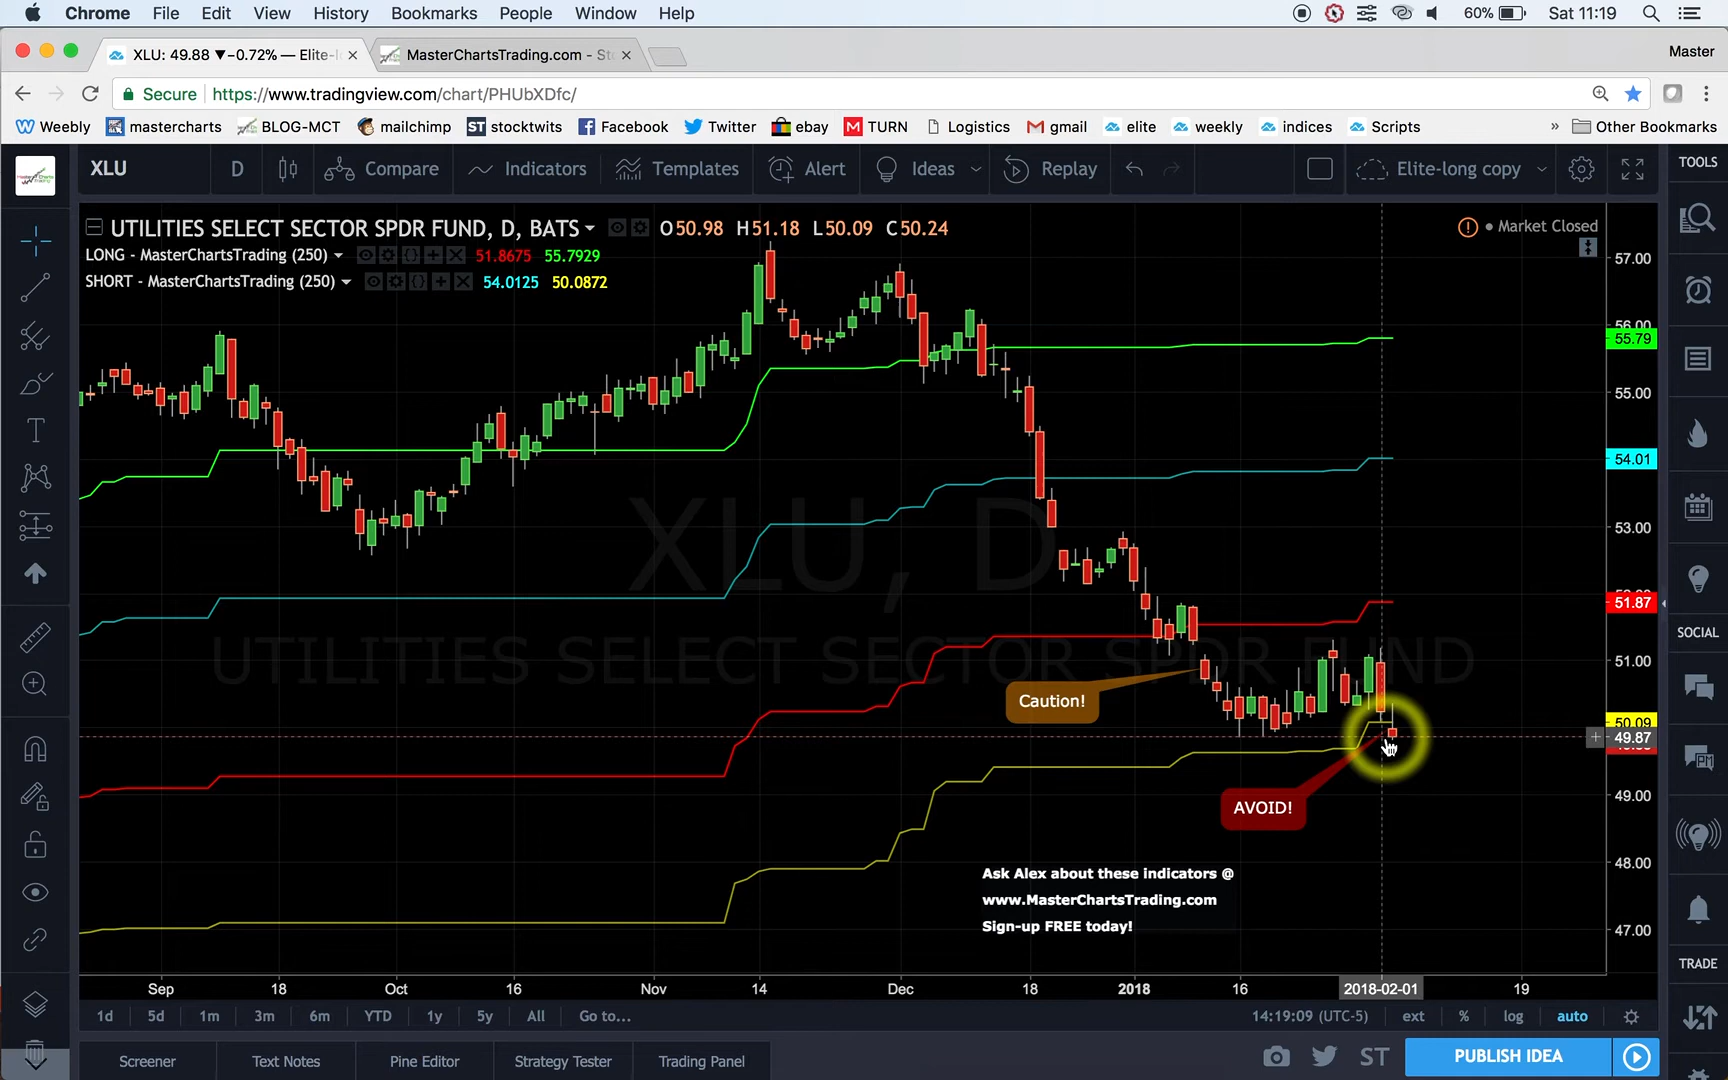 Chrome File Edit View History Bookmarks People Window Help 60% Sat 11:19
XLU: 49.88 ▼−0.72% — Elite-l MasterChartsTrading.com - St Master
Secure https://www.tradingview.com/chart/PHUbXDfc/
Weebly mastercharts BLOG-MCT mailchimp ST stocktwits Facebook Twitter ebay M TURN Logistics gmail elite weekly indices Scripts » Other Bookmarks
XLU D Compare Indicators Templates Alert Ideas Replay Elite-long copy TOOLS
UTILITIES SELECT SECTOR SPDR FUND, D, BATS O50.98 H51.18 L50.09 C50.24 Market Closed
LONG - MasterChartsTrading (250) 51.8675 55.7929
SHORT - MasterChartsTrading (250) 54.0125 50.0872
57.00
56.00
55.79
55.00
54.01
53.00
XLU, D
51.87
SOCIAL
UTILITIES SELECT SECTOR SPDR FUND
51.00
Caution!
50.09
49.87
49.00
AVOID!
48.00
Ask Alex about these indicators @
www.MasterChartsTrading.com
Sign-up FREE today!
47.00
TRADE
Sep 18 Oct 16 Nov 14 Dec 18 2018 16 2018-02-01 19
1d 5d 1m 3m 6m YTD 1y 5y All Go to... 14:19:09 (UTC-5) ext % log auto
Screener Text Notes Pine Editor Strategy Tester Trading Panel ST PUBLISH IDEA